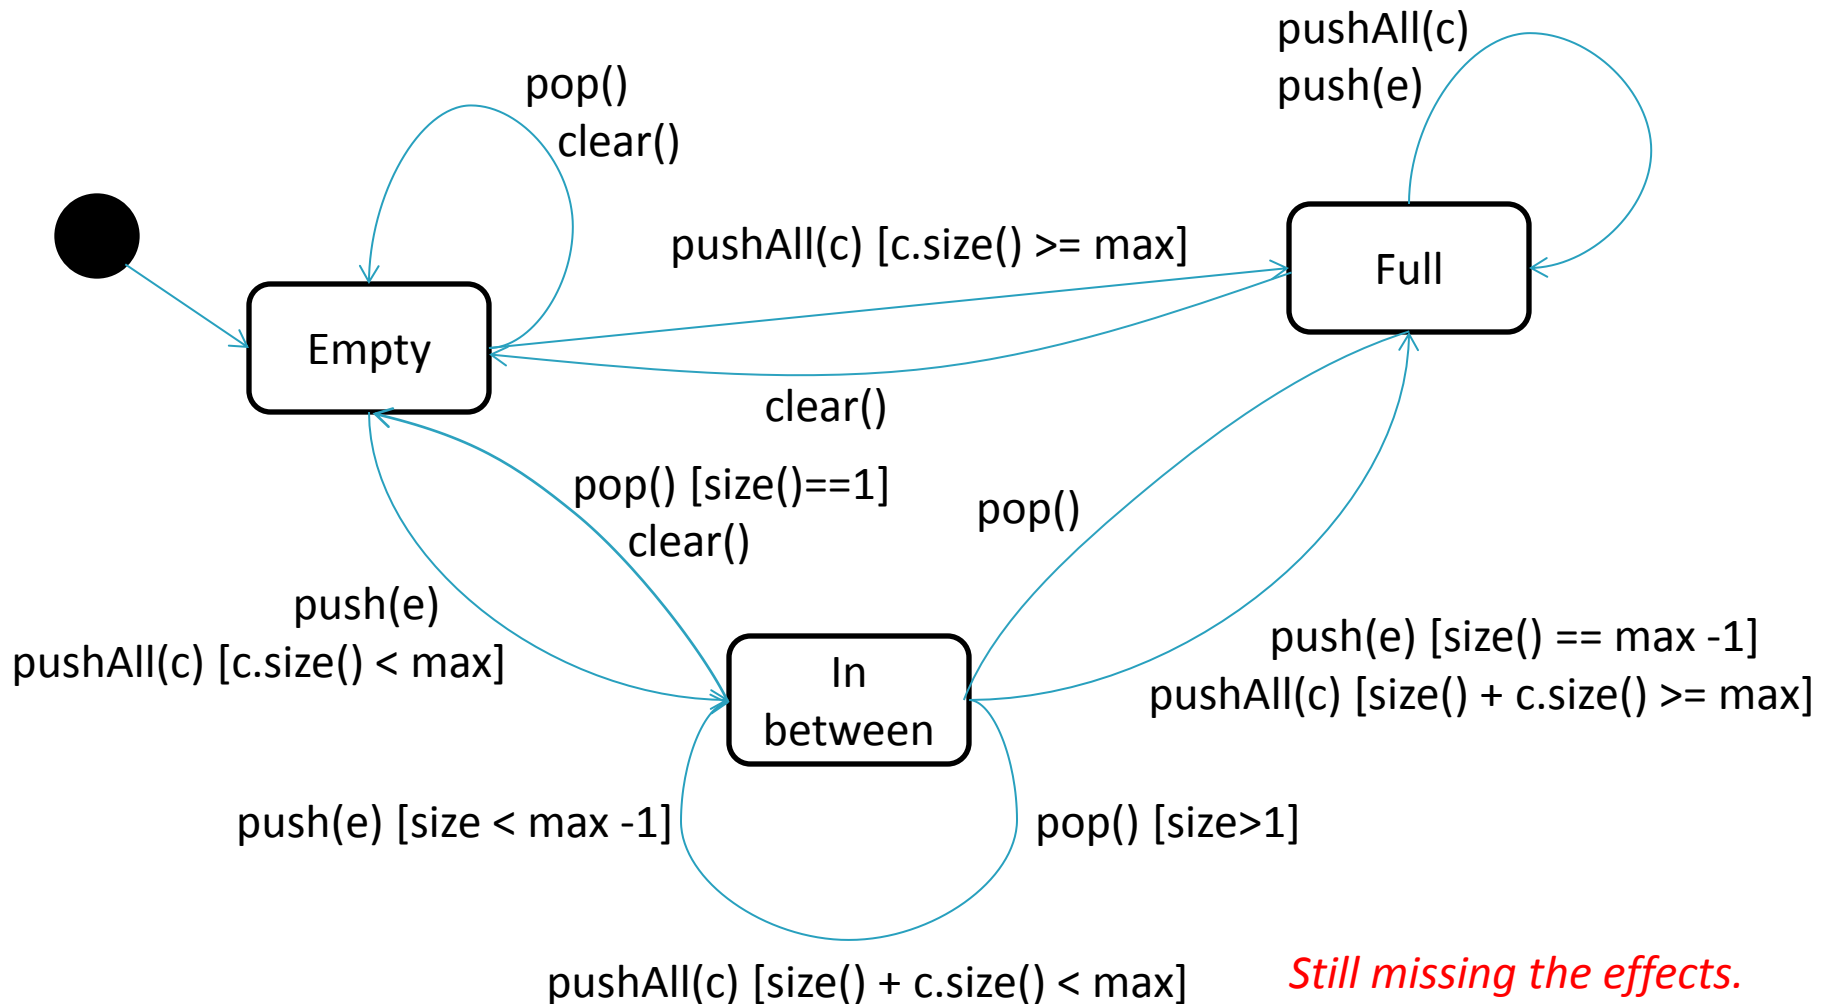 pushAll(c)
push(e)
pop()
clear()
pushAll(c) [c.size() >= max]
Full
Empty
clear()
pop() [size()==1]
clear()
pop()
push(e)
pushAll(c) [c.size() < max]
In
between
push(e) [size() == max -1]
pushAll(c) [size() + c.size() >= max]
push(e) [size < max -1]
pop() [size>1]
pushAll(c) [size() + c.size() < max]
Still missing the effects.